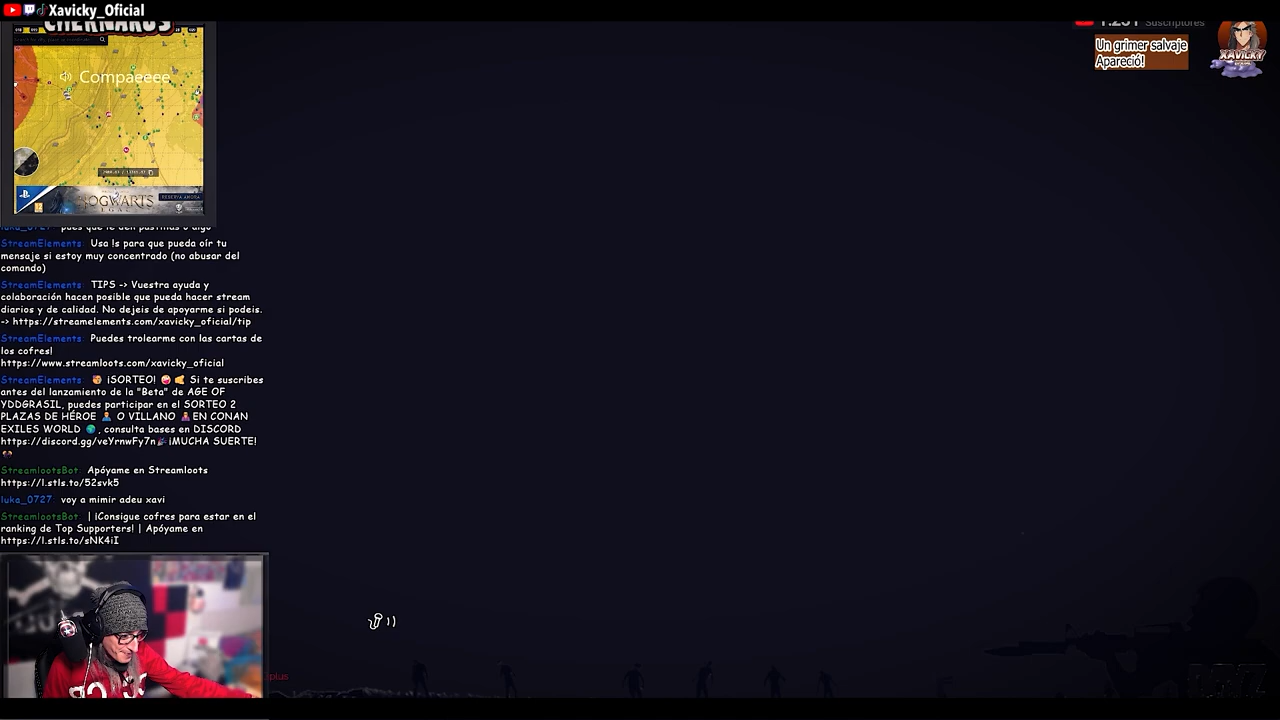 Xavicky_Oficial
CHERNARUS
Compaeeee
HOGWARTS
RESERVA AHORA
luka_0727: pues que le den pastillas o algo
StreamElements: Usa !s para que pueda oír tu
mensaje si estoy muy concentrado (no abusar del
comando)
StreamElements: TIPS -> Vuestra ayuda y
colaboración hacen posible que pueda hacer stream
diarios y de calidad. No dejeis de apoyarme si podeis.
-> https://streamelements.com/xavicky_oficial/tip
StreamElements: Puedes trolearme con las cartas de
los cofres!
https://www.streamloots.com/xavicky_oficial
StreamElements: 🥳 ¡SORTEO! 🤪 🤙 Si te suscribes
antes del lanzamiento de la "Beta" de AGE OF
YDDGRASIL, puedes participar en el SORTEO 2
PLAZAS DE HÉROE 🦸 O VILLANO 🦹 EN CONAN
EXILES WORLD 🌍, consulta bases en DISCORD
https://discord.gg/veYrnwFy7n🎉¡MUCHA SUERTE!
StreamlootsBot: Apóyame en Streamloots
https://l.stls.to/52svk5
luka_0727: voy a mimir adeu xavi
StreamlootsBot: | ¡Consigue cofres para estar en el
ranking de Top Supporters! | Apóyame en
https://l.stls.to/sNK4iI
plus
Suscriptores
Un grimer salvaje
Apareció!
XAVICKY